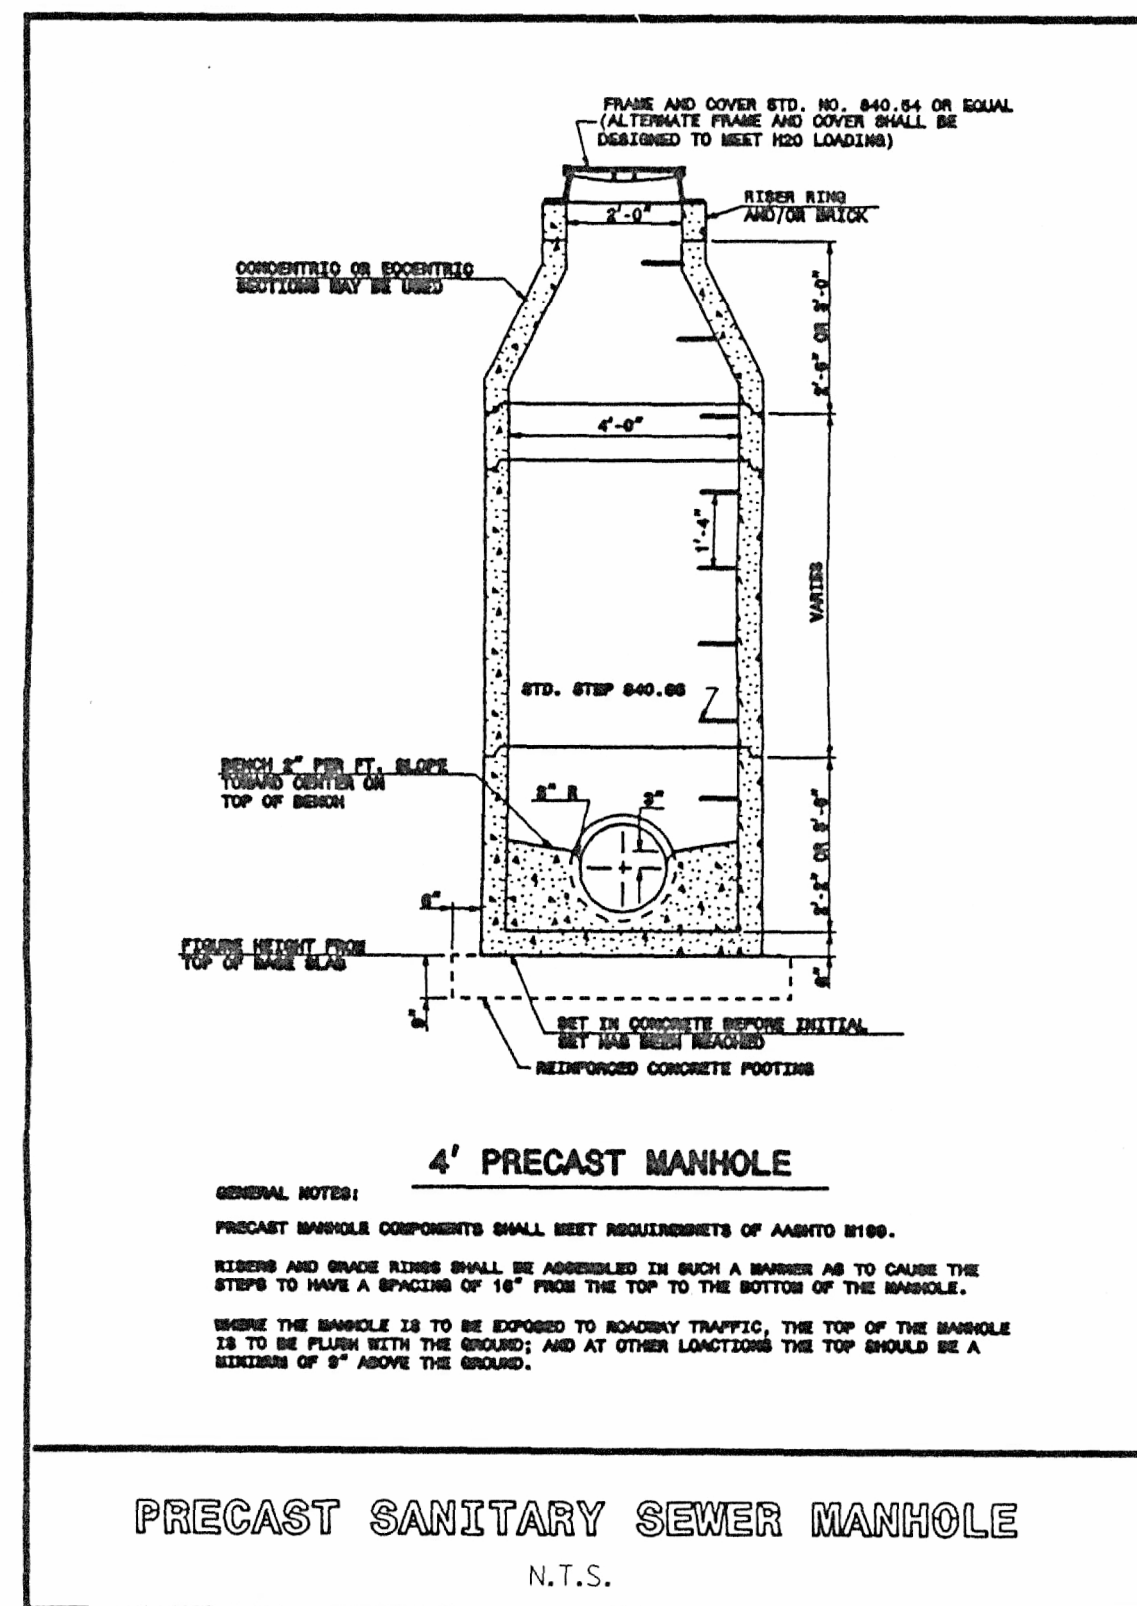 FRAME AND COVER STD. NO. 840.54 OR EQUAL
(ALTERNATE FRAME AND COVER SHALL BE
DESIGNED TO MEET H20 LOADING)
RISER RING
AND/OR BRICK
2'-0"
CONCENTRIC OR ECCENTRIC
SECTIONS MAY BE USED
4'-0"
1'-4"
VARIES
STD. STEP 840.66
BENCH 2" PER FT. SLOPE
TOWARD CENTER ON
TOP OF BENCH
3"
6"
FIGURE HEIGHT FROM
TOP OF BASE SLAB
9"
SET IN CONCRETE BEFORE INITIAL
SET HAS BEEN REACHED
REINFORCED CONCRETE FOOTING
4' PRECAST MANHOLE
GENERAL NOTES:
PRECAST MANHOLE COMPONENTS SHALL MEET REQUIREMNETS OF AASHTO M199.
RISERS AND GRADE RINGS SHALL BE ASSEMBLED IN SUCH A MANNER AS TO CAUSE THE
STEPS TO HAVE A SPACING OF 16" FROM THE TOP TO THE BOTTOM OF THE MANHOLE.
WHERE THE MANHOLE IS TO BE EXPOSED TO ROADWAY TRAFFIC, THE TOP OF THE MANHOLE
IS TO BE FLUSH WITH THE GROUND; AND AT OTHER LOACTIONS THE TOP SHOULD BE A
MINIMUM OF 9" ABOVE THE GROUND.
PRECAST SANITARY SEWER MANHOLE
N.T.S.